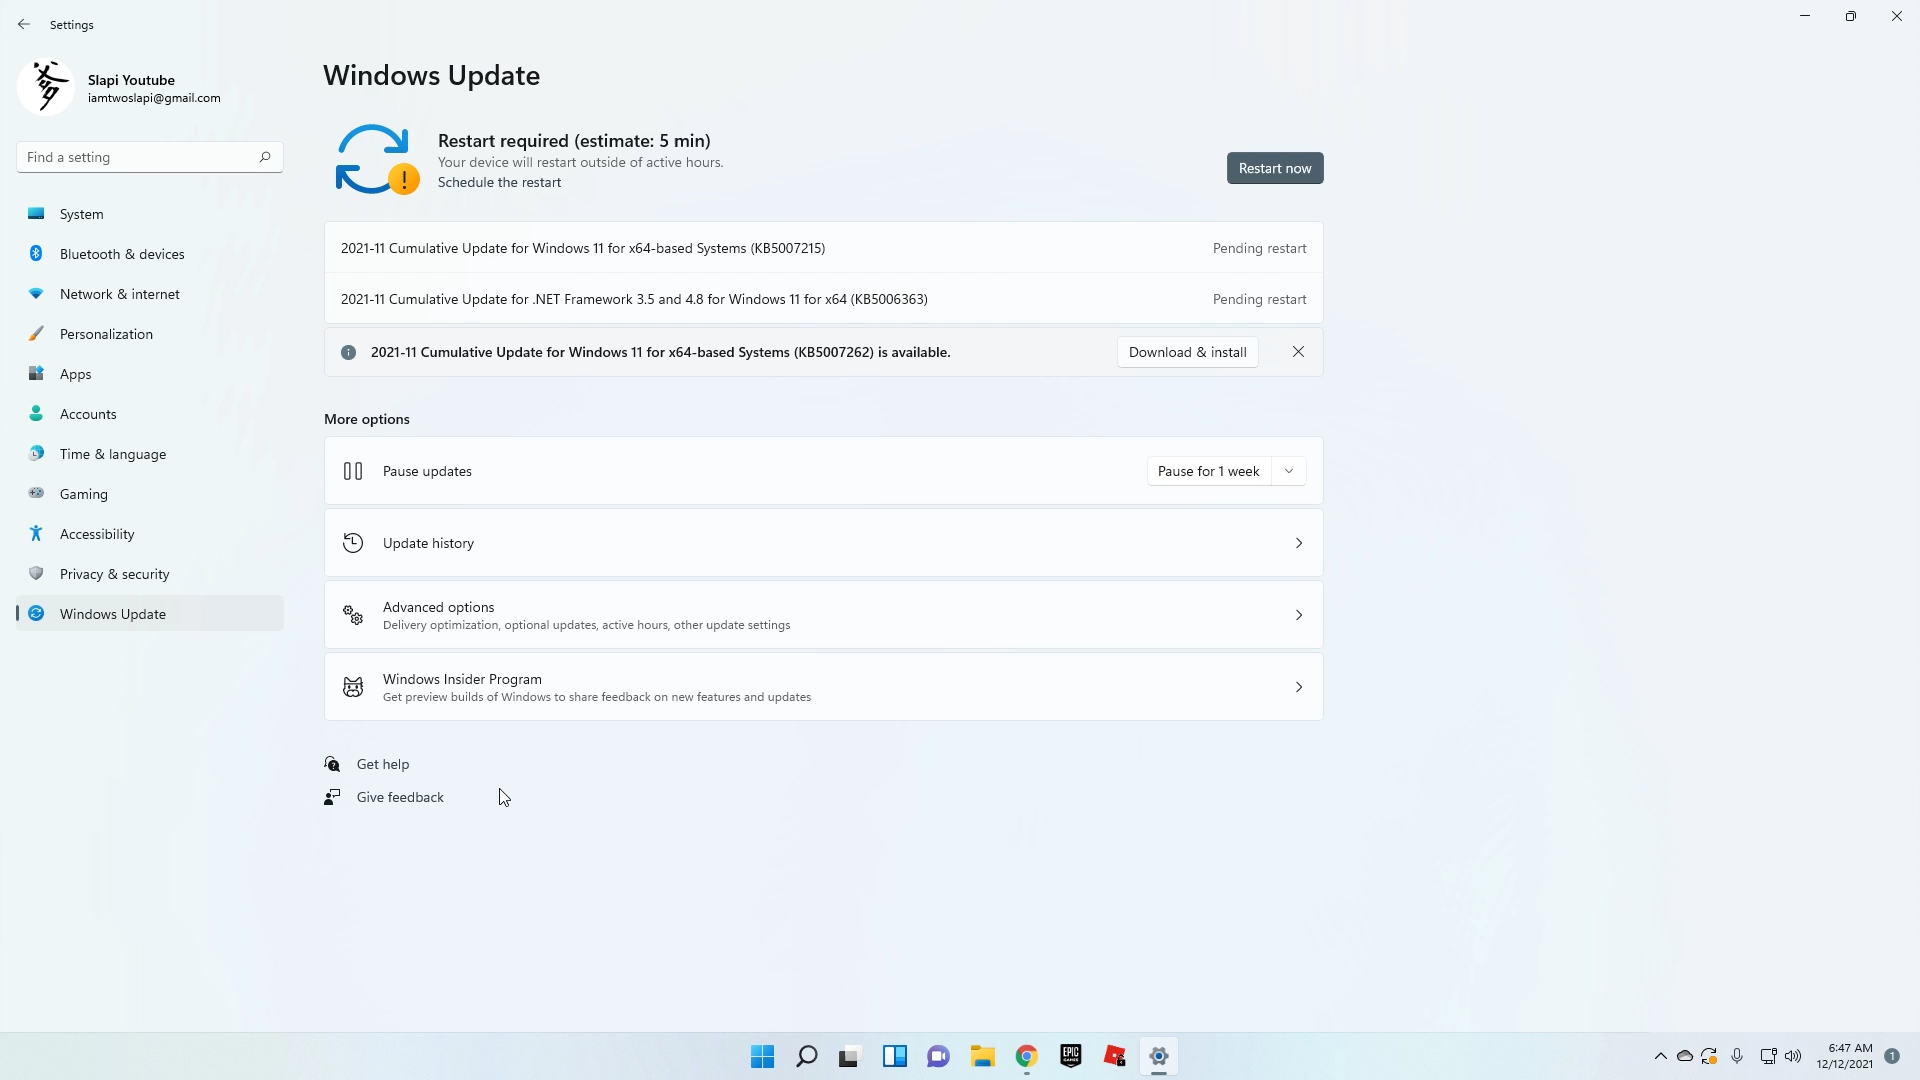 Settings
Slapi Youtube
iamtwoslapi@gmail.com
Find a setting
System
Bluetooth & devices
Network & internet
Personalization
Apps
Accounts
Time & language
Gaming
Accessibility
Privacy & security
Windows Update
Windows Update
Restart required (estimate: 5 min)
Your device will restart outside of active hours.
Schedule the restart
Restart now
2021-11 Cumulative Update for Windows 11 for x64-based Systems (KB5007215) Pending restart
2021-11 Cumulative Update for .NET Framework 3.5 and 4.8 for Windows 11 for x64 (KB5006363) Pending restart
2021-11 Cumulative Update for Windows 11 for x64-based Systems (KB5007262) is available. Download & install
More options
Pause updates Pause for 1 week
Update history
Advanced options
Delivery optimization, optional updates, active hours, other update settings
Windows Insider Program
Get preview builds of Windows to share feedback on new features and updates
Get help
Give feedback
EPIC
GAMES
6:47 AM
12/12/2021
1